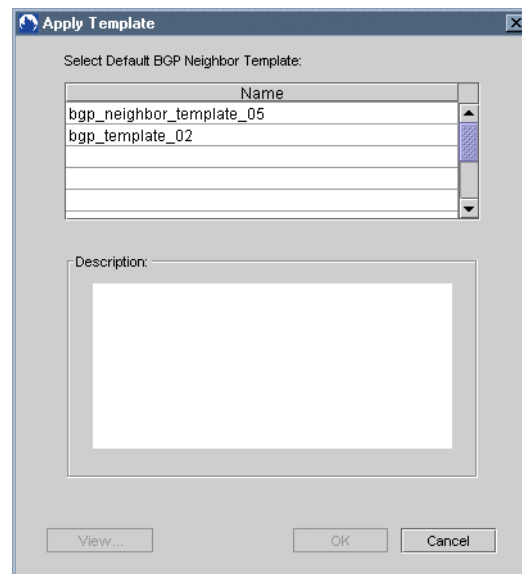 Apply Template
Select Default BGP Neighbor Template:
Name
bgp_neighbor_template_05
bgp_template_02
Description:
View...
OK
Cancel